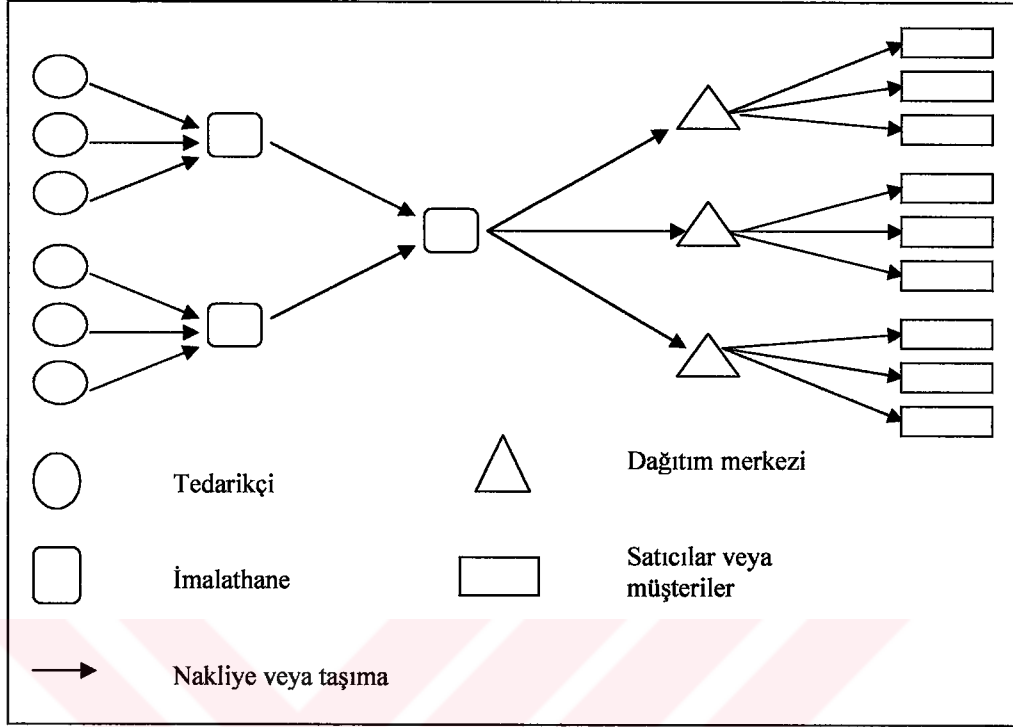 Tedarikçi
Dağıtım merkezi
İmalathane
Satıcılar veya
müşteriler
Nakliye veya taşıma